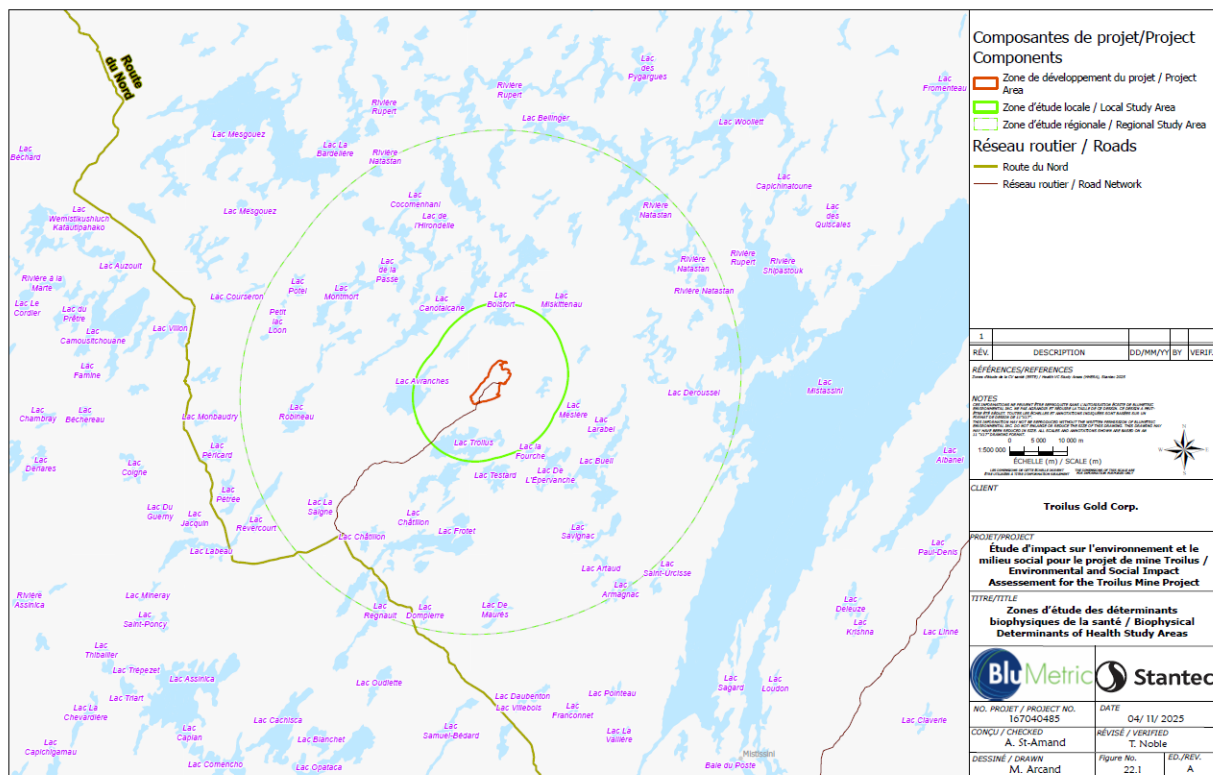 Route
du Nord
Lac
des
Pygargues
Lac
Fromenteau
Rivière
Rupert
Rivière
Rupert
Lac Bellinger
Lac Woollett
Lac Mesgouez
Lac
Béchard
Lac La
Bardelière
Rivière
Natastan
Lac
Capichinatoune
Lac
Cocomenhani
Lac de
l'Hirondelle
Lac Mesgouez
Lac
Wemistikushiuch
Katautipahako
Rivière
Natastan
Lac
des
Quiscales
Lac Auzoult
Lac
de la
Passe
Rivière
Natastan
Rivière
Rupert
Rivière
Shipastouk
Rivière à la
Marte
Lac
Potel
Lac
Montmort
Rivière Natastan
Lac Le
Cordier
Lac du
Prêtre
Lac Courseron
Petit
lac
Loon
Lac
Canotaicane
Lac
Boisfort
Lac
Miskittenau
Lac
Camousitchouane
Lac Villon
Lac
Famine
Lac Avranches
Lac Déroussel
Lac
Mistassini
Lac
Chambray
Lac
Béchereau
Lac Monbaudry
Lac
Robineau
Lac
Mésière
Lac
Larabel
Lac Troilus
Lac la
Fourche
Lac
Péricard
Lac
Dénares
Lac
Coigne
Lac Testard
Lac De
L'Épervanche
Lac Bueil
Lac
Albanel
Lac
Pétrée
Lac Du
Guerny
Lac
Jacquin
Lac
Revercourt
Lac La
Saigne
Lac
Châtillon
Lac Frotet
Lac
Savignac
Lac Labeau
Lac Châtillon
Lac
Paul-Denis
Lac Artaud
Lac
Saint-Urcisse
Lac
Armagnac
Rivière
Assinica
Lac Mineray
Lac
Saint-Poncy
Lac
Regnault
Lac
Dompierre
Lac De
Maurès
Lac
Deleuze
Lac
Krishna
Lac Linné
Lac
Thibailler
Lac Trépezet
Lac Assinica
Lac Triart
Lac La
Chevardière
Lac Oudiette
Lac Daubenton
Lac Villebois
Lac Pointeau
Lac
Franconnet
Lac
Sagard
Lac
Loudon
Lac
Capichigamau
Lac
Caplan
Lac Cachisca
Lac Blanchet
Lac
Samuel-Bédard
Lac La
Vallière
Lac Claverie
Lac Comencho
Lac Opataca
Mistissini
Baie du Poste
Composantes de projet/Project
Components
Zone de développement du projet / Project
Area
Zone d'étude locale / Local Study Area
Zone d'étude régionale / Regional Study Area
Réseau routier / Roads
Route du Nord
Réseau routier / Road Network
1
RÉV. DESCRIPTION DD/MM/YY BY VERIF.
RÉFÉRENCES/REFERENCES
NOTES
0 5 000 10 000 m
1:500 000
ÉCHELLE (m) / SCALE (m)
N
W E
S
CLIENT
Troilus Gold Corp.
PROJET/PROJECT
Étude d'impact sur l'environnement et le
milieu social pour le projet de mine Troilus /
Environmental and Social Impact
Assessement for the Troilus Mine Project
TITRE/TITLE
Zones d'étude des déterminants
biophysiques de la santé / Biophysical
Determinants of Health Study Areas
BluMetric Stantec
NO. PROJET / PROJECT NO. DATE
167040485 04/ 11/ 2025
CONÇU / CHECKED RÉVISÉ / VERIFIED
A. St-Amand T. Noble
DESSINÉ / DRAWN Figure No. ED./REV.
M. Arcand 22.1 A